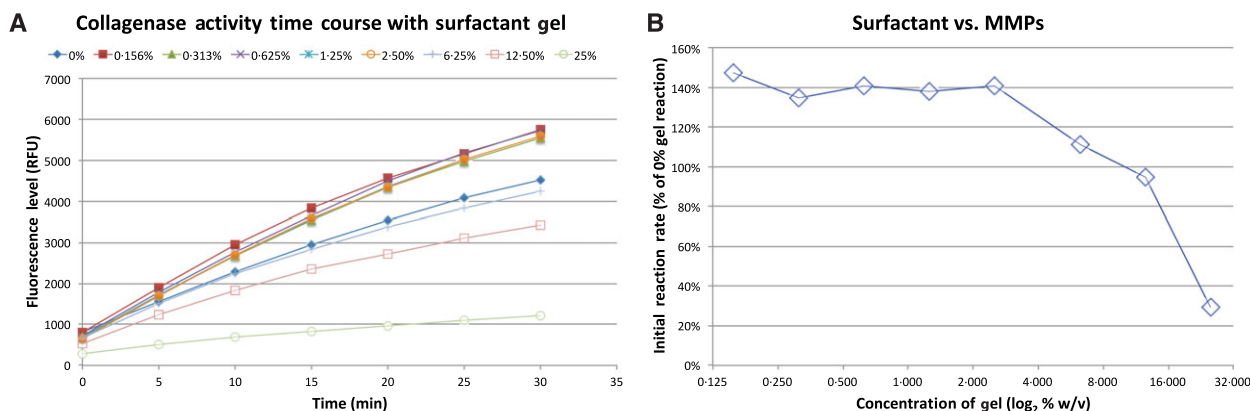 A
Collagenase activity time course with surfactant gel
0% 0·156% 0·313% 0·625% 1·25% 2·50% 6·25% 12·50% 25%
Fluorescence level (RFU)
7000
6000
5000
4000
3000
2000
1000
0
0 5 10 15 20 25 30 35
Time (min)
B
Surfactant vs. MMPs
Initial reaction rate (% of 0% gel reaction)
160%
140%
120%
100%
80%
60%
40%
20%
0%
0·125 0·250 0·500 1·000 2·000 4·000 8·000 16·000 32·000
Concentration of gel (log₂ % w/v)